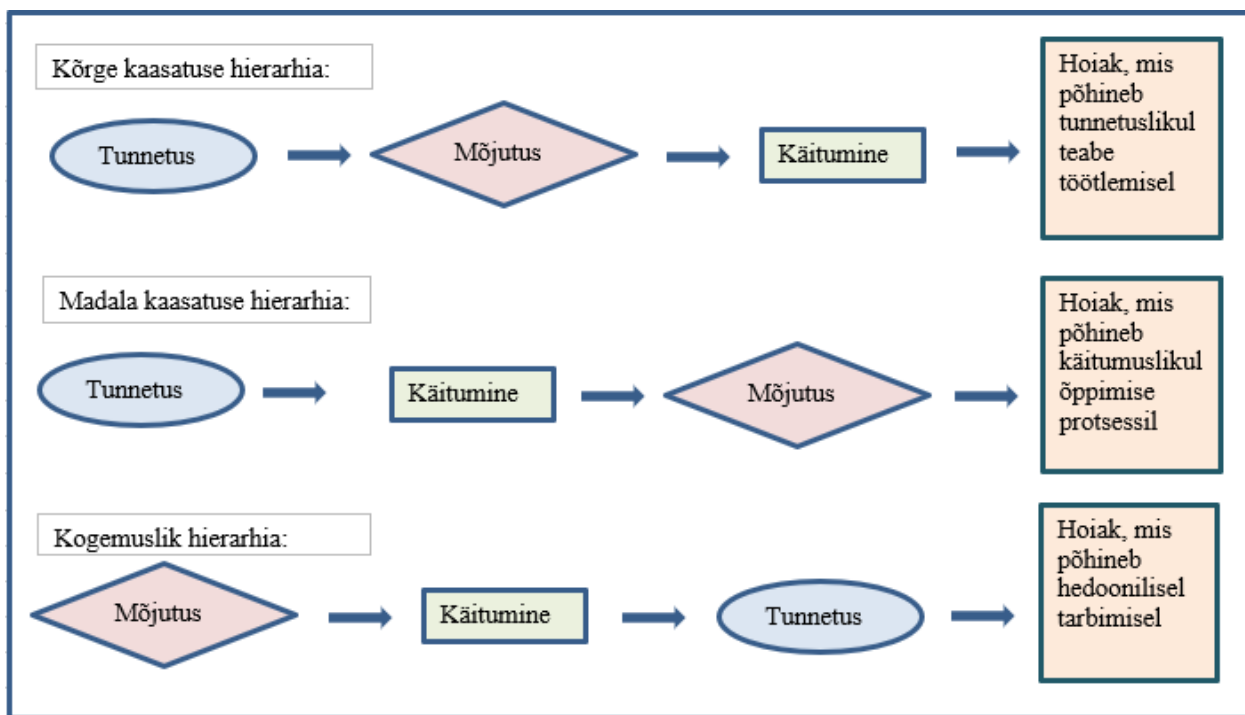 Kõrge kaasatuse hierarhia:
Tunnetus
Mõjutus
Käitumine
Hoiak, mis
põhineb
tunnetuslikul
teabe
töötlemisel
Madala kaasatuse hierarhia:
Tunnetus
Käitumine
Mõjutus
Hoiak, mis
põhineb
käitumuslikul
õppimise
protsessil
Kogemuslik hierarhia:
Mõjutus
Käitumine
Tunnetus
Hoiak, mis
põhineb
hedoonilisel
tarbimisel